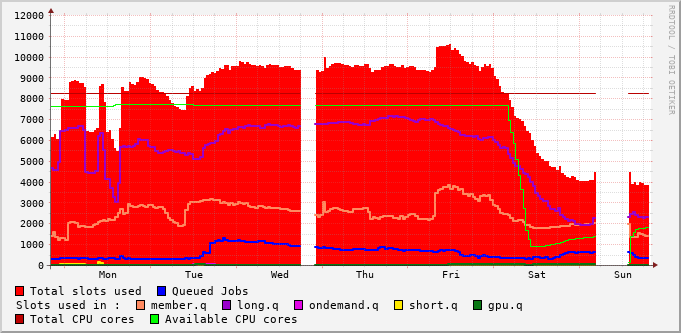 RRDTOOL / TOBI OETIKER
12000
11000
10000
9000
8000
7000
6000
5000
4000
3000
2000
1000
0
Mon Tue Wed Thu Fri Sat Sun
Total slots used Queued Jobs
Slots used in : member.q long.q ondemand.q short.q gpu.q
Total CPU cores Available CPU cores